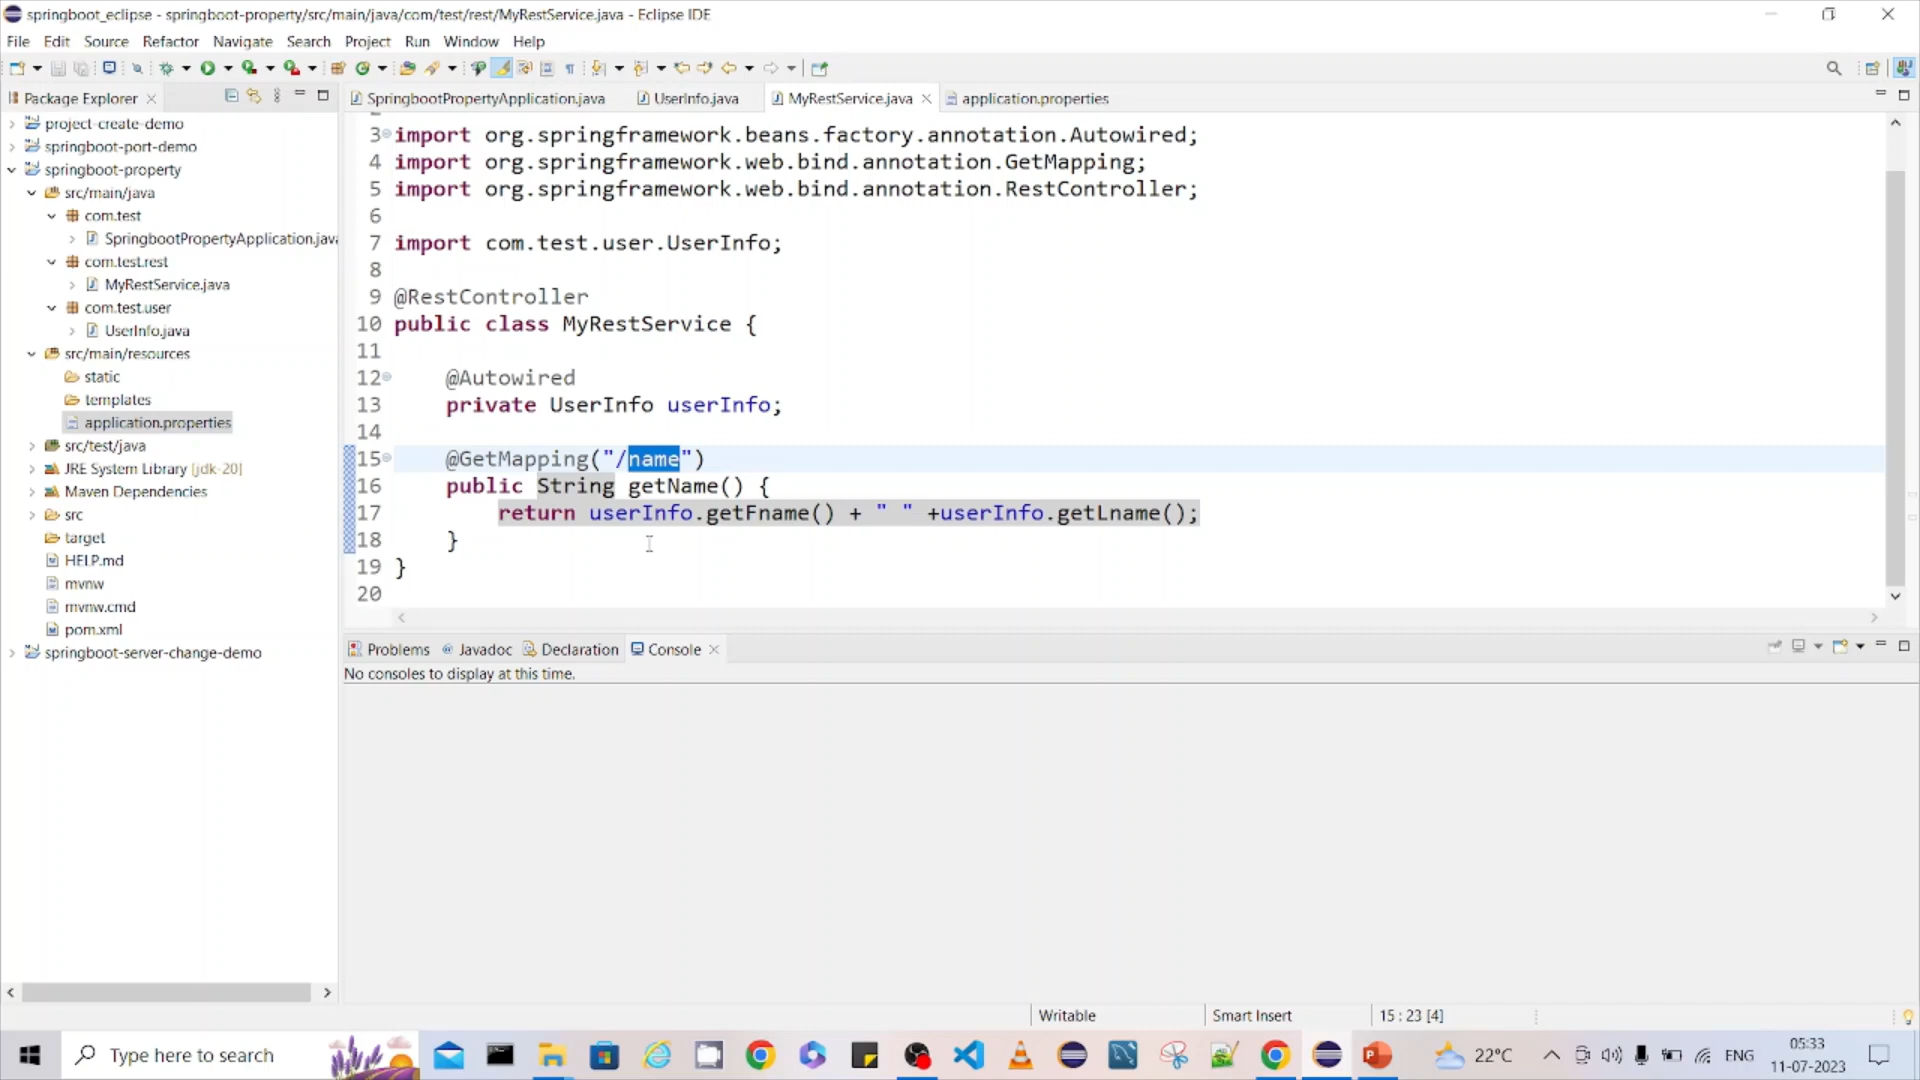 springboot_eclipse - springboot-property/src/main/java/com/test/rest/MyRestService.java - Eclipse IDE
File Edit Source Refactor Navigate Search Project Run Window Help
Package Explorer
SpringbootPropertyApplication.java UserInfo.java MyRestService.java application.properties
project-create-demo
springboot-port-demo
springboot-property
src/main/java
com.test
SpringbootPropertyApplication.java
com.test.rest
MyRestService.java
com.test.user
UserInfo.java
src/main/resources
static
templates
application.properties
src/test/java
JRE System Library [jdk-20]
Maven Dependencies
src
target
HELP.md
mvnw
mvnw.cmd
pom.xml
springboot-server-change-demo
3 import org.springframework.beans.factory.annotation.Autowired;
4 import org.springframework.web.bind.annotation.GetMapping;
5 import org.springframework.web.bind.annotation.RestController;
6
7 import com.test.user.UserInfo;
8
9 @RestController
10 public class MyRestService {
11
12 @Autowired
13 private UserInfo userInfo;
14
15 @GetMapping("/name")
16 public String getName() {
17 return userInfo.getFname() + " " +userInfo.getLname();
18 }
19 }
20
Problems Javadoc Declaration Console
No consoles to display at this time.
Writable Smart Insert 15 : 23 [4]
Type here to search
22°C ENG
05:33
11-07-2023